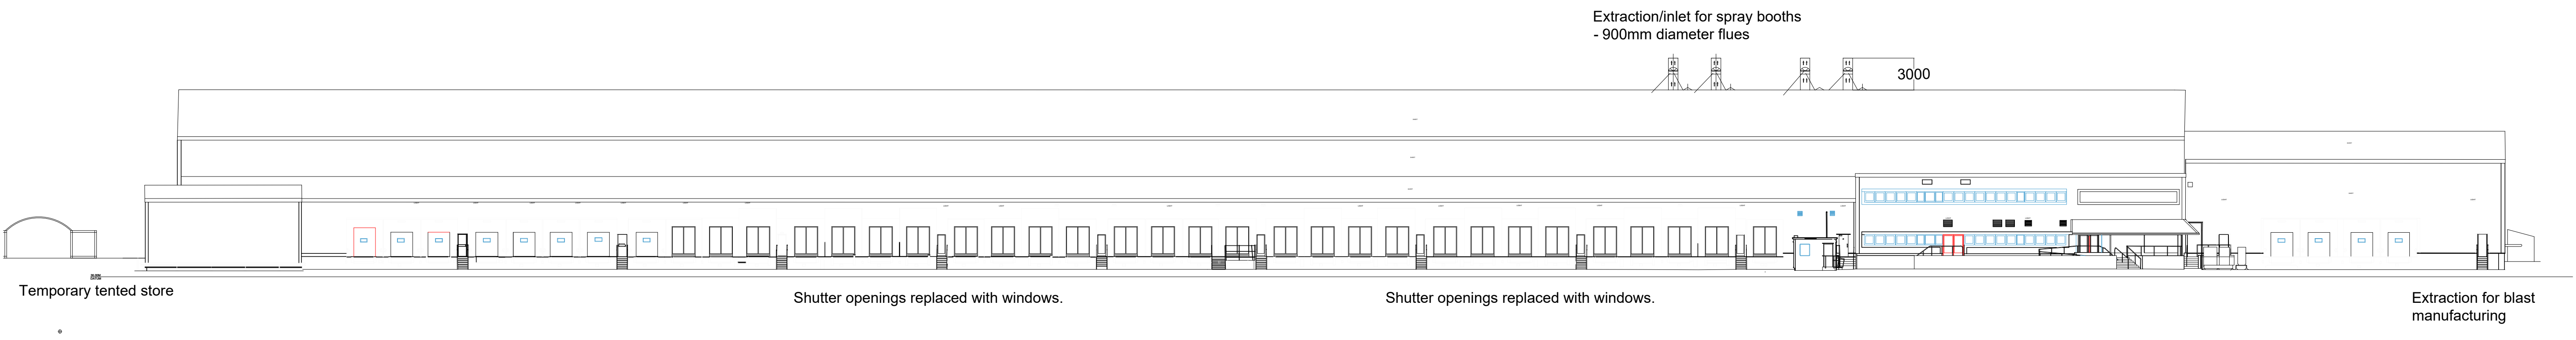 Extraction/inlet for spray booths
- 900mm diameter flues
3000
Temporary tented store
Shutter openings replaced with windows.
Shutter openings replaced with windows.
Extraction for blast
manufacturing